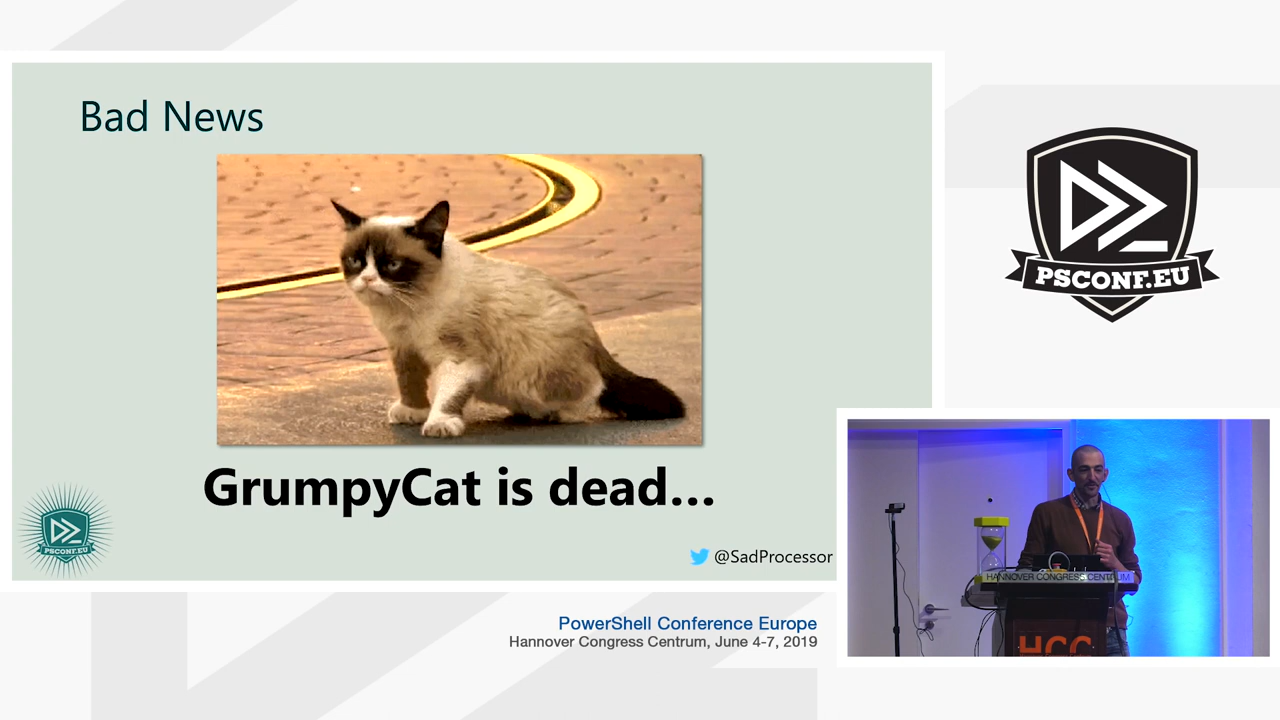 Bad News
GrumpyCat is dead...
PSCONF.EU
@SadProcessor
PSCONF.EU
HANNOVER CONGRESS CENTRUM
HCC
PowerShell Conference Europe
Hannover Congress Centrum, June 4-7, 2019